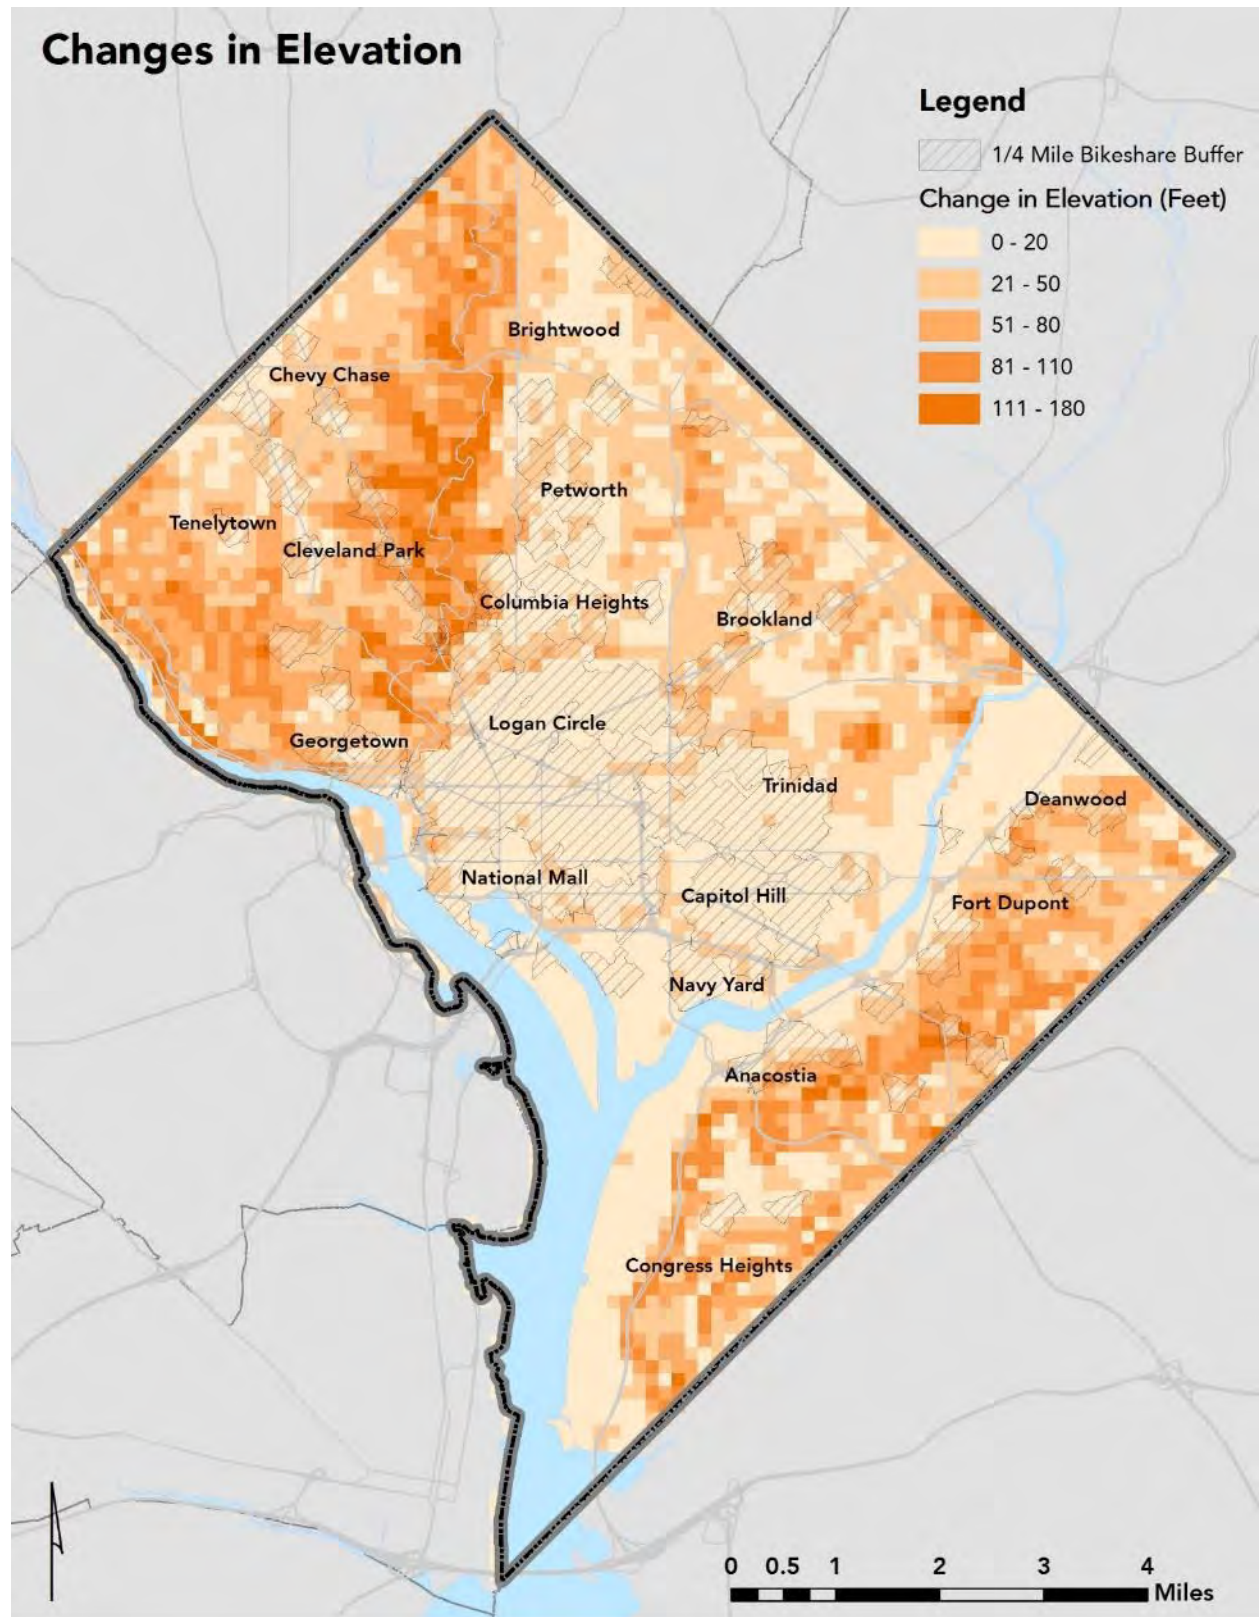 Changes in Elevation
Legend
1/4 Mile Bikeshare Buffer
Change in Elevation (Feet)
0 - 20
21 - 50
51 - 80
81 - 110
111 - 180
Brightwood
Chevy Chase
Petworth
Tenelytown
Cleveland Park
Columbia Heights
Brookland
Logan Circle
Georgetown
Trinidad
Deanwood
National Mall
Capitol Hill
Fort Dupont
Navy Yard
Anacostia
Congress Heights
0 0.5 1 2 3 4
Miles